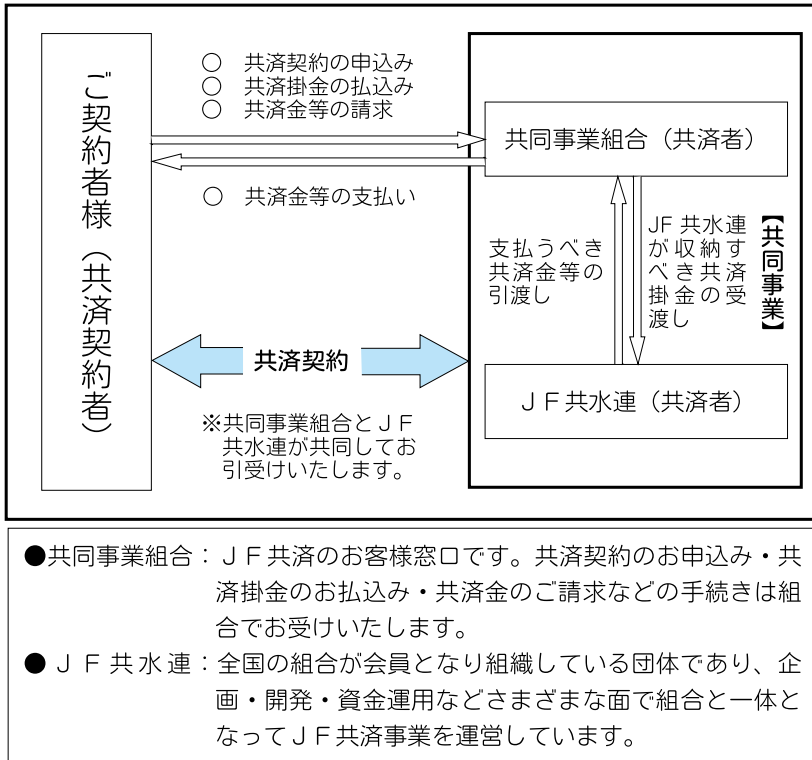 ご契約者様（共済契約者）
○　共済契約の申込み
○　共済掛金の払込み
○　共済金等の請求
○　共済金等の支払い
共済契約
※共同事業組合とＪＦ
共水連が共同してお
引受けいたします。
共同事業組合（共済者）
支払うべき
共済金等の
引渡し
JF 共水連
が収納す
べき共済
掛金の受
渡し
【共同事業】
ＪＦ共水連（共済者）
●共同事業組合：ＪＦ共済のお客様窓口です。共済契約のお申込み・共
済掛金のお払込み・共済金のご請求などの手続きは組
合でお受けいたします。
●ＪＦ共水連：全国の組合が会員となり組織している団体であり、企
画・開発・資金運用などさまざまな面で組合と一体と
なってＪＦ共済事業を運営しています。